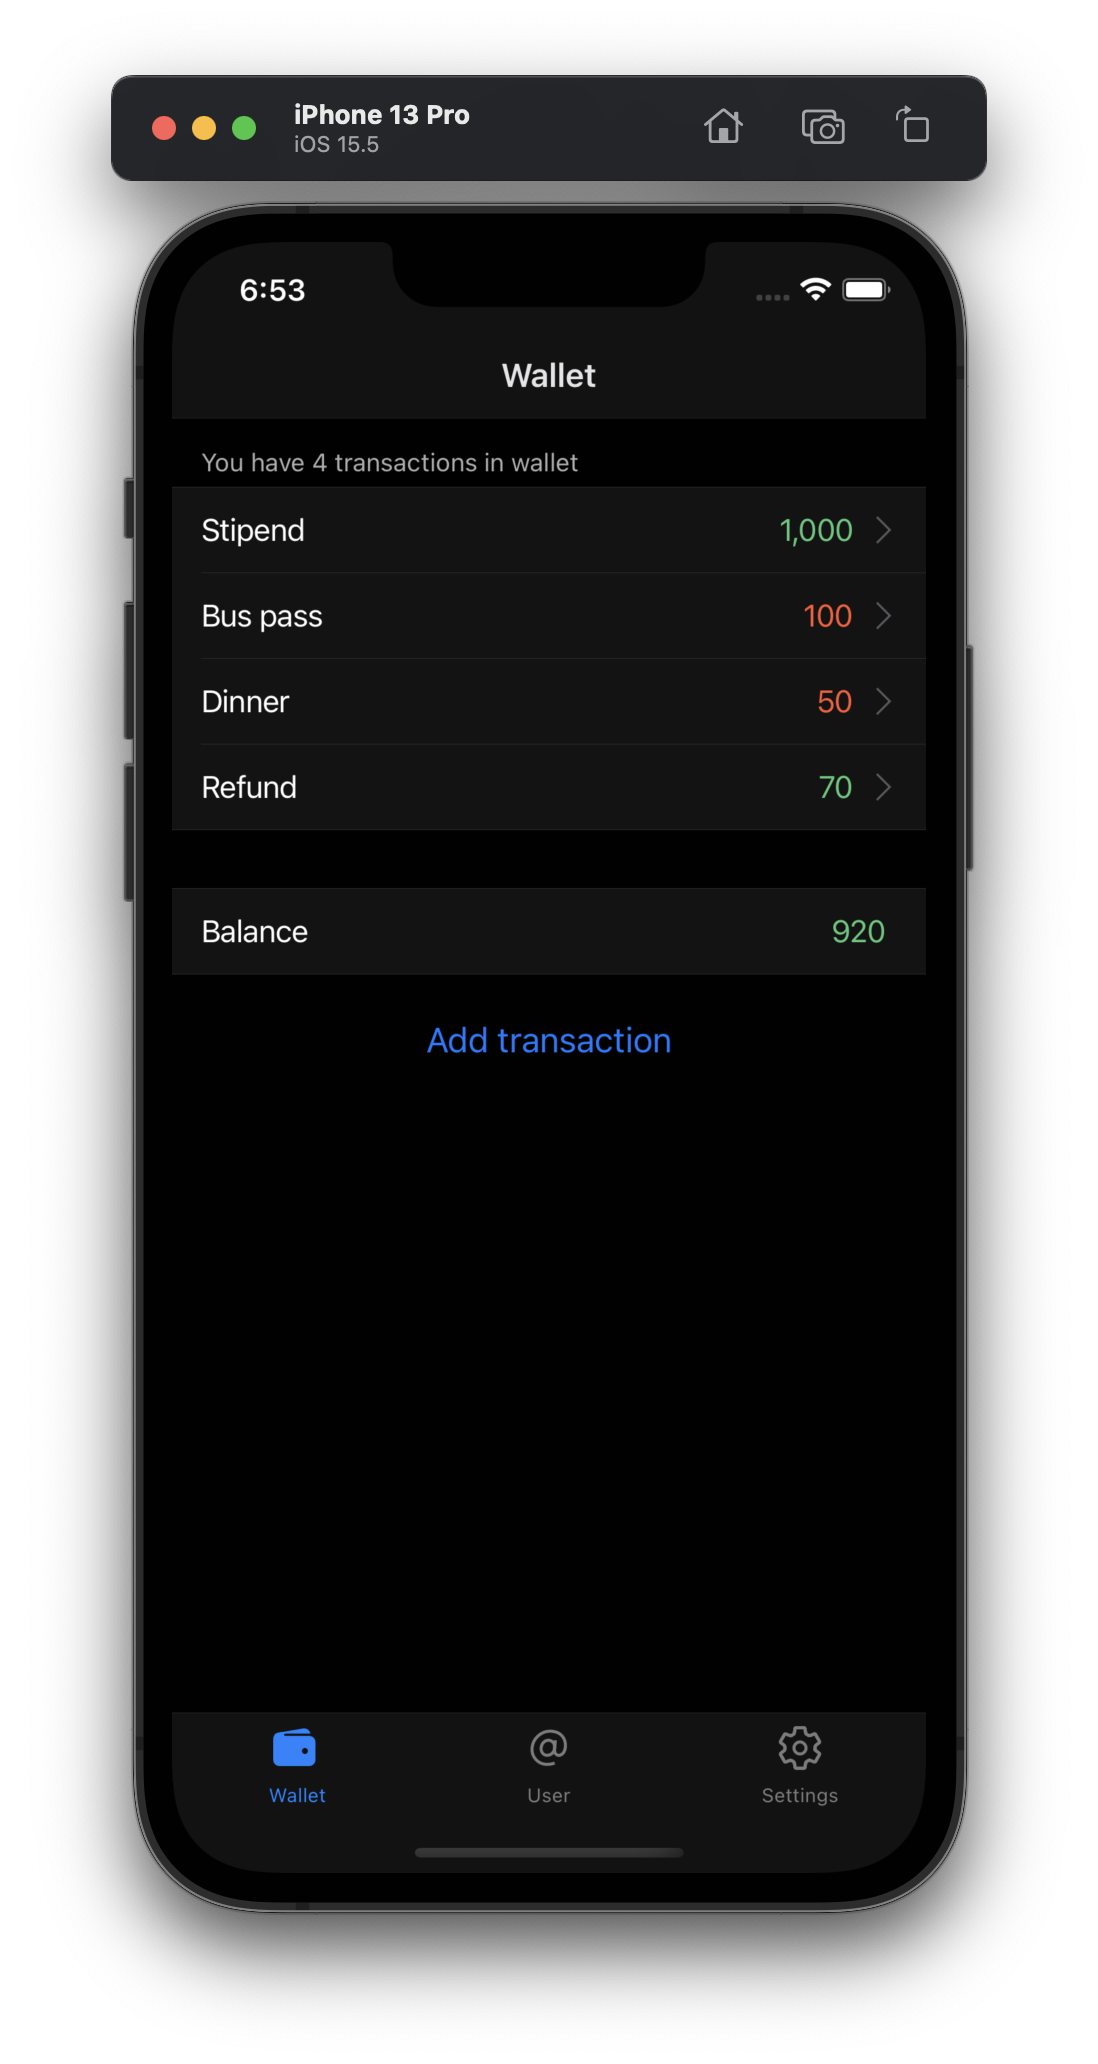 iPhone 13 Pro
iOS 15.5
6:53
Wallet
You have 4 transactions in wallet
Stipend 1,000
Bus pass 100
Dinner 50
Refund 70
Balance 920
Add transaction
Wallet User Settings